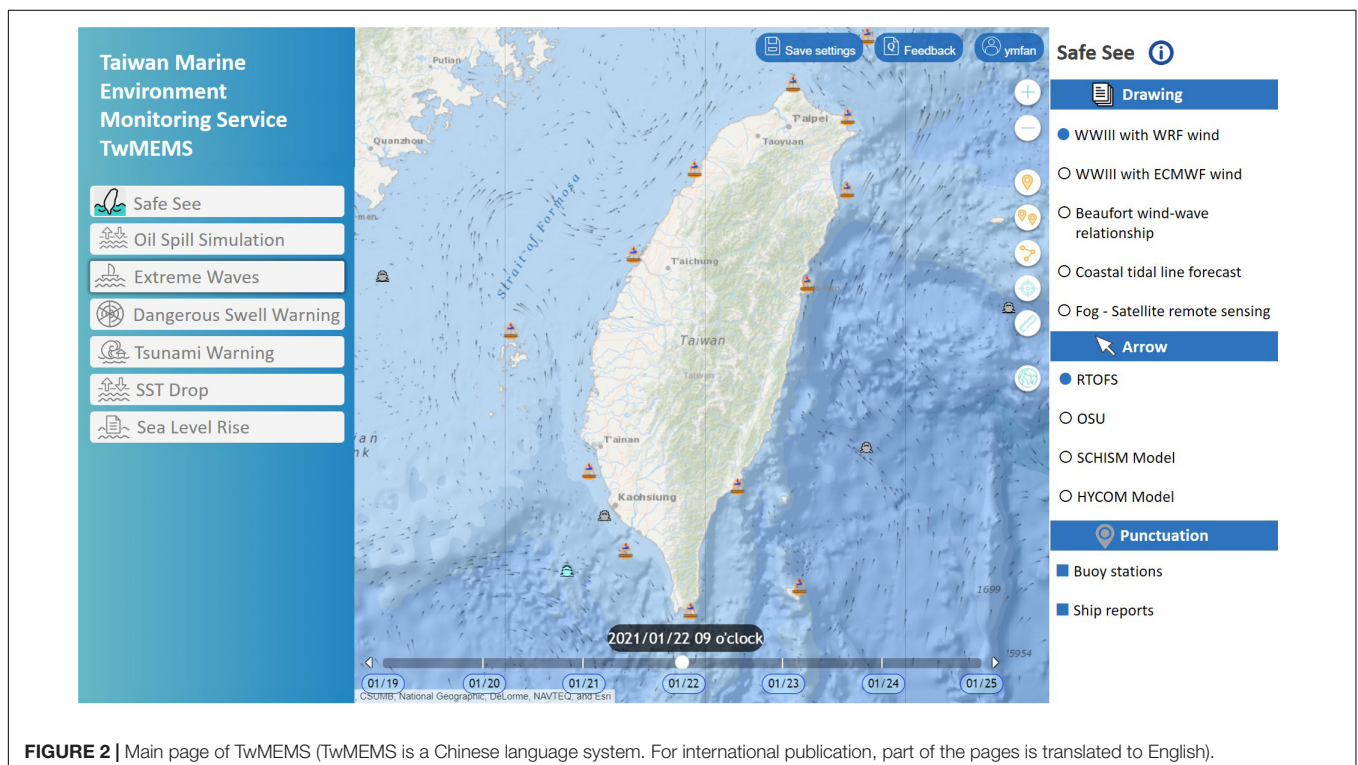 Taiwan Marine
Environment
Monitoring Service
TwMEMS
Safe See
Oil Spill Simulation
Extreme Waves
Dangerous Swell Warning
Tsunami Warning
SST Drop
Sea Level Rise
Save settings
Feedback
ymfan
Putian
Quanzhou
T'aipei
Taoyuan
Strait of Formosa
T'aichung
Taiwan
Taiwan
T'ainan
Kaohsiung
1699
5954
2021/01/22 09 o'clock
01/19
01/20
01/21
01/22
01/23
01/24
01/25
CSUMB, National Geographic, DeLorme, NAVTEQ, and Esri
Safe See
Drawing
WWIII with WRF wind
WWIII with ECMWF wind
Beaufort wind-wave
relationship
Coastal tidal line forecast
Fog - Satellite remote sensing
Arrow
RTOFS
OSU
SCHISM Model
HYCOM Model
Punctuation
Buoy stations
Ship reports
FIGURE 2 | Main page of TwMEMS (TwMEMS is a Chinese language system. For international publication, part of the pages is translated to English).